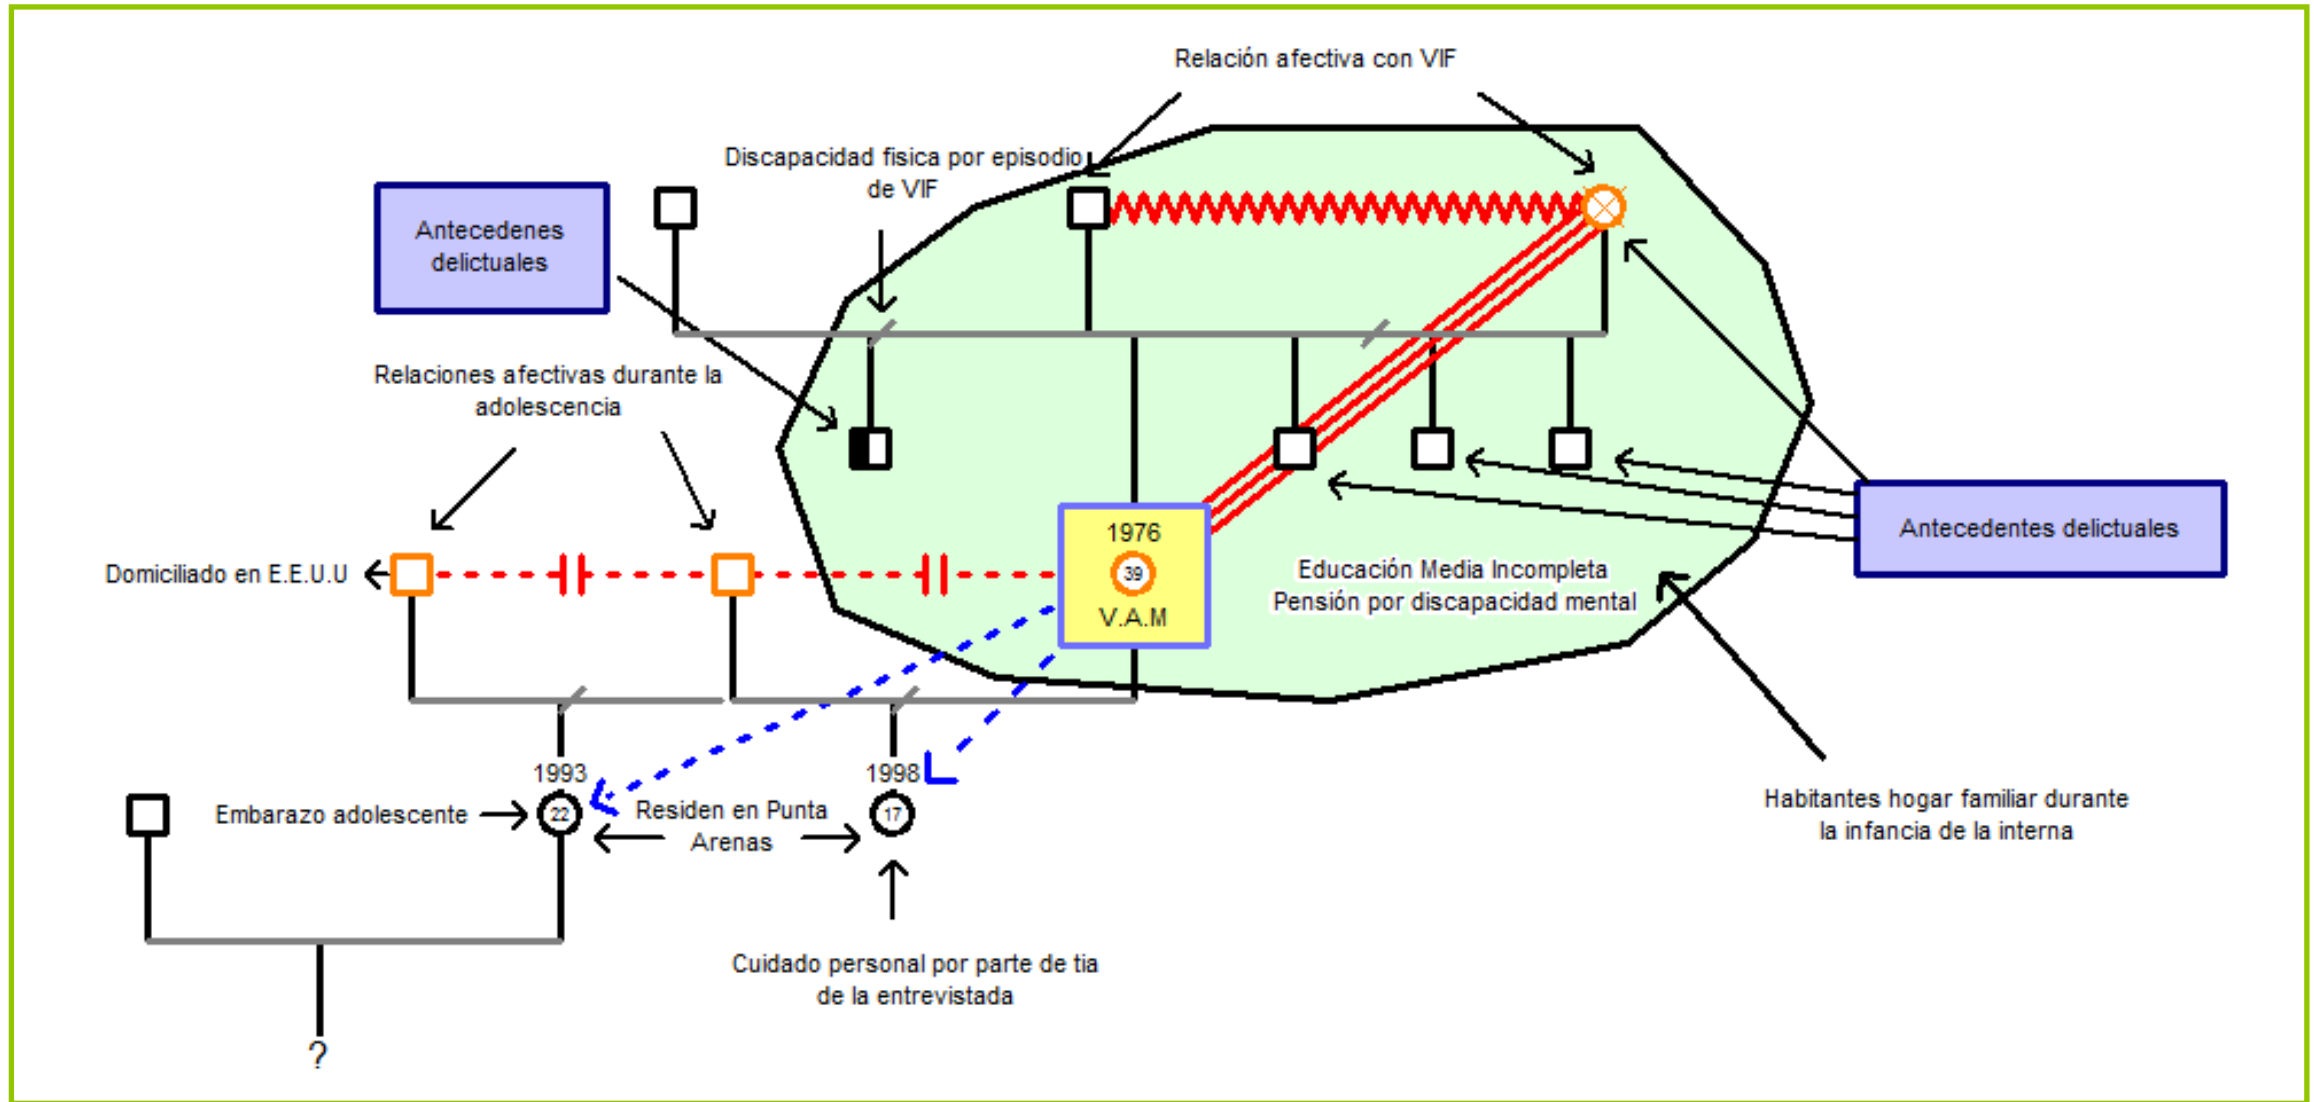 Relación afectiva con VIF
Discapacidad fisica por episodio
de VIF
Antecedenes
delictuales
Relaciones afectivas durante la
adolescencia
Antecedentes delictuales
1976
39
V.A.M
Educación Media Incompleta
Pensión por discapacidad mental
Domiciliado en E.E.U.U
1993
22
1998
17
Embarazo adolescente
Residen en Punta
Arenas
Habitantes hogar familiar durante
la infancia de la interna
Cuidado personal por parte de tia
de la entrevistada
?